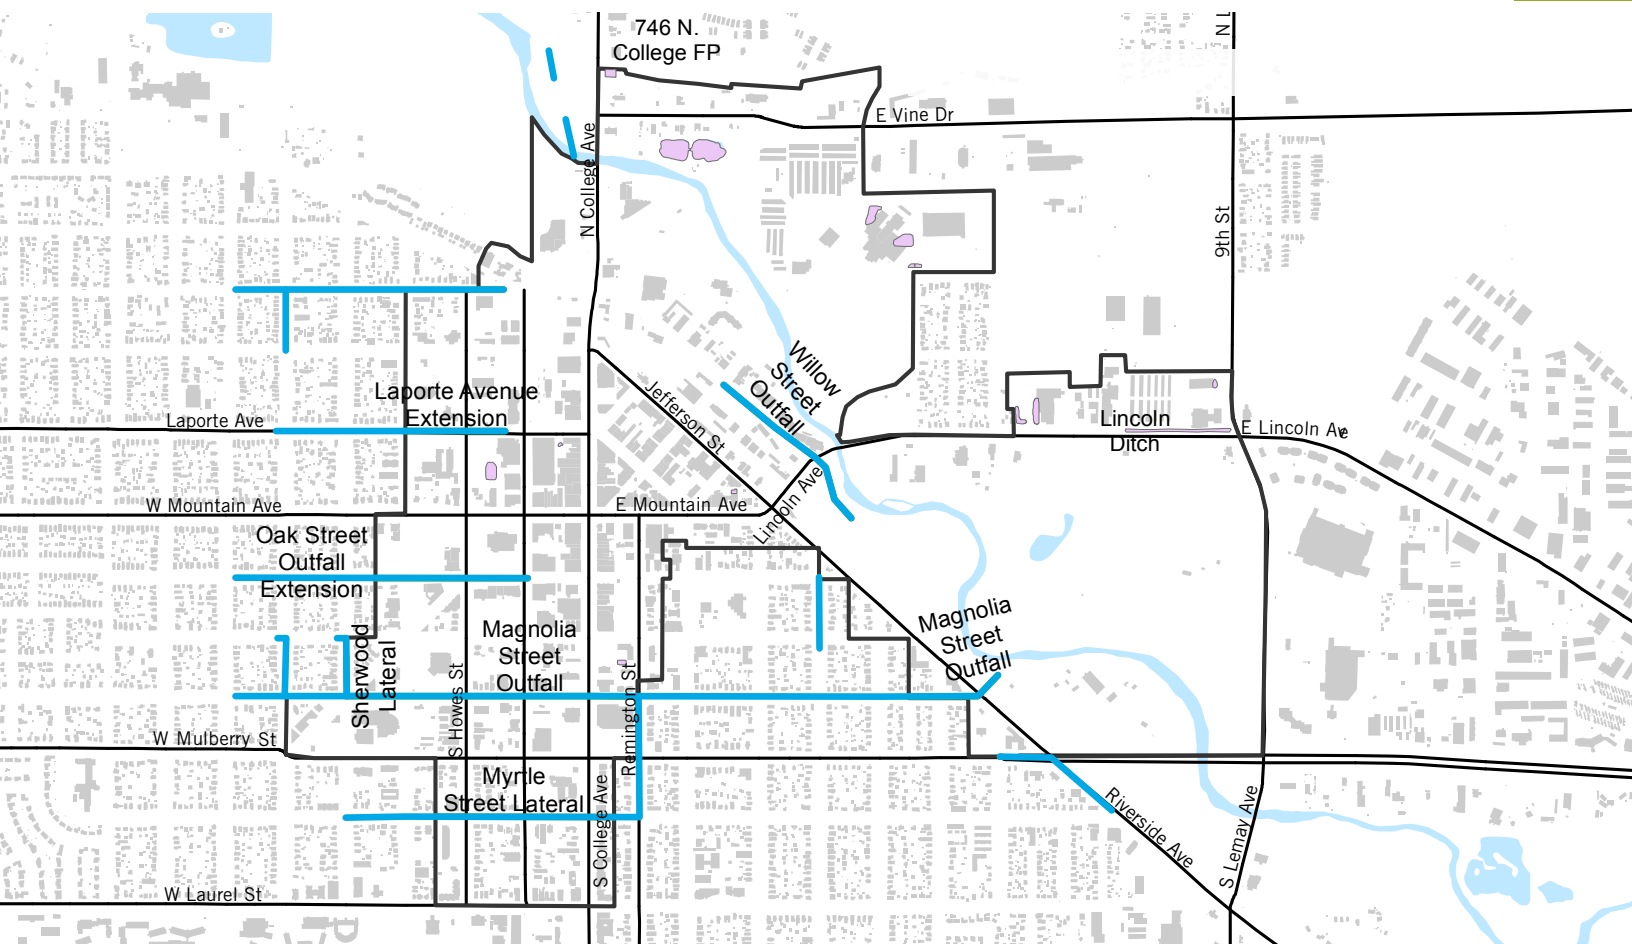 746 N.
College FP
N L
E Vine Dr
N College Ave
9th St
Willow
Street
Outfall
Jefferson St
Laporte Avenue
Extension
Laporte Ave
Lincoln
Ditch
E Lincoln Ave
W Mountain Ave
E Mountain Ave
Lincoln Ave
Oak Street
Outfall
Extension
Magnolia
Street
Outfall
Magnolia
Street
Outfall
Sherwood
Lateral
S Howes St
Remington St
W Mulberry St
Myrtle
Street Lateral
S College Ave
Riverside Ave
S Lemay Ave
W Laurel St